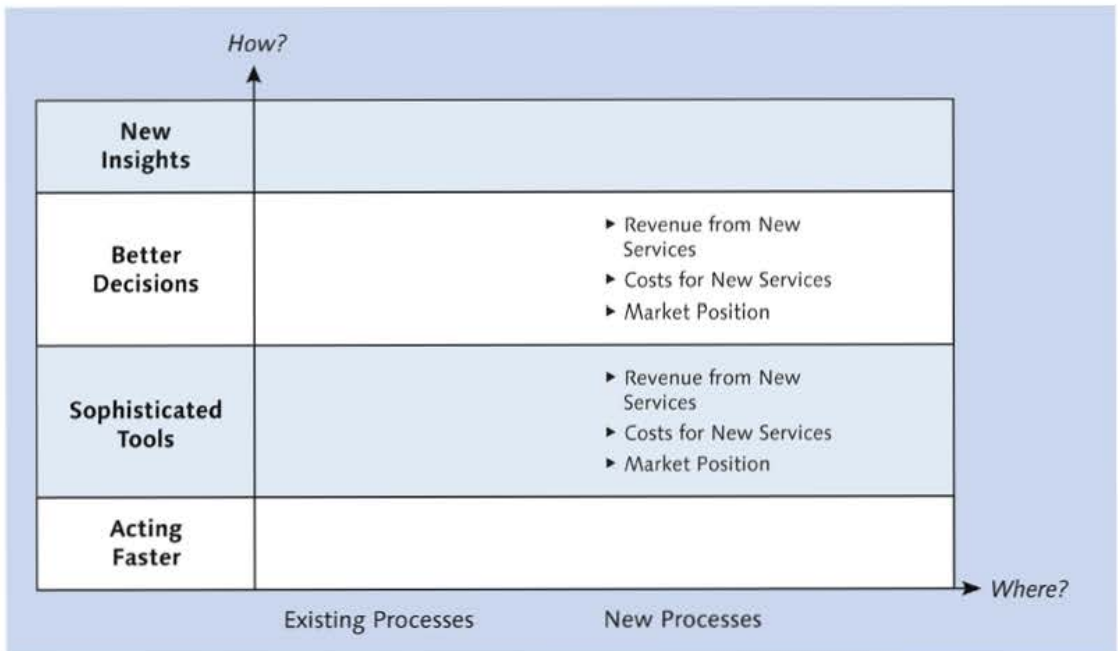 How?
New
Insights
Better
Decisions
▸ Revenue from New
Services
▸ Costs for New Services
▸ Market Position
Sophisticated
Tools
▸ Revenue from New
Services
▸ Costs for New Services
▸ Market Position
Acting
Faster
Where?
Existing Processes
New Processes